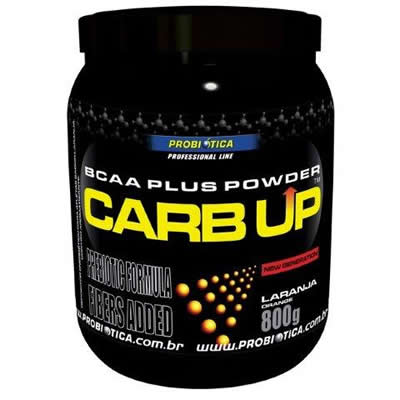 PROBIOTICA
PROFESSIONAL LINE
BCAA PLUS POWDER
CARB UP
TM
NEW GENERATION
PREBIOTIC FORMULA
FIBERS ADDED
LARANJA
ORANGE
800g
www.PROBIOTICA.com.br
www.PROBIOTICA.com.br